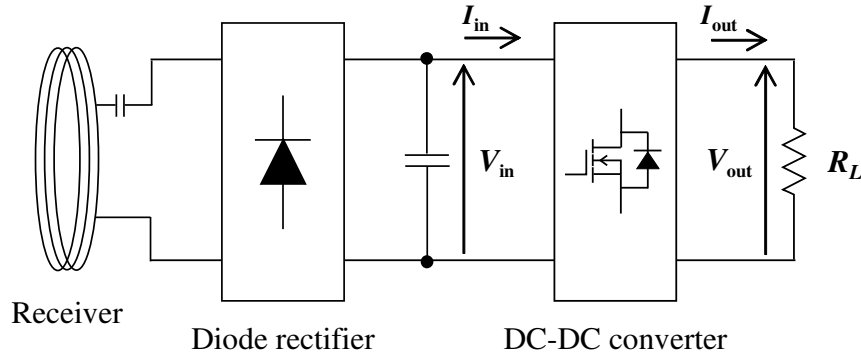 I_in
I_out
V_in
V_out
R_L
Receiver
Diode rectifier
DC-DC converter